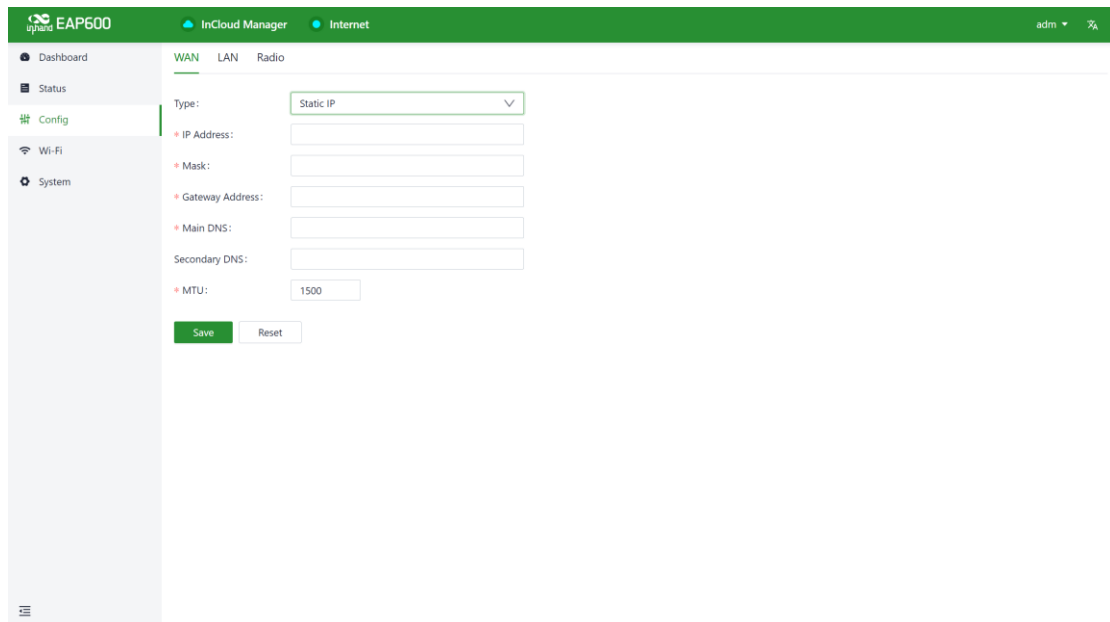 inhand EAP600 InCloud Manager Internet adm
Dashboard
Status
Config
Wi-Fi
System
WAN LAN Radio
Type: Static IP
* IP Address:
* Mask:
* Gateway Address:
* Main DNS:
Secondary DNS:
* MTU: 1500
Save Reset